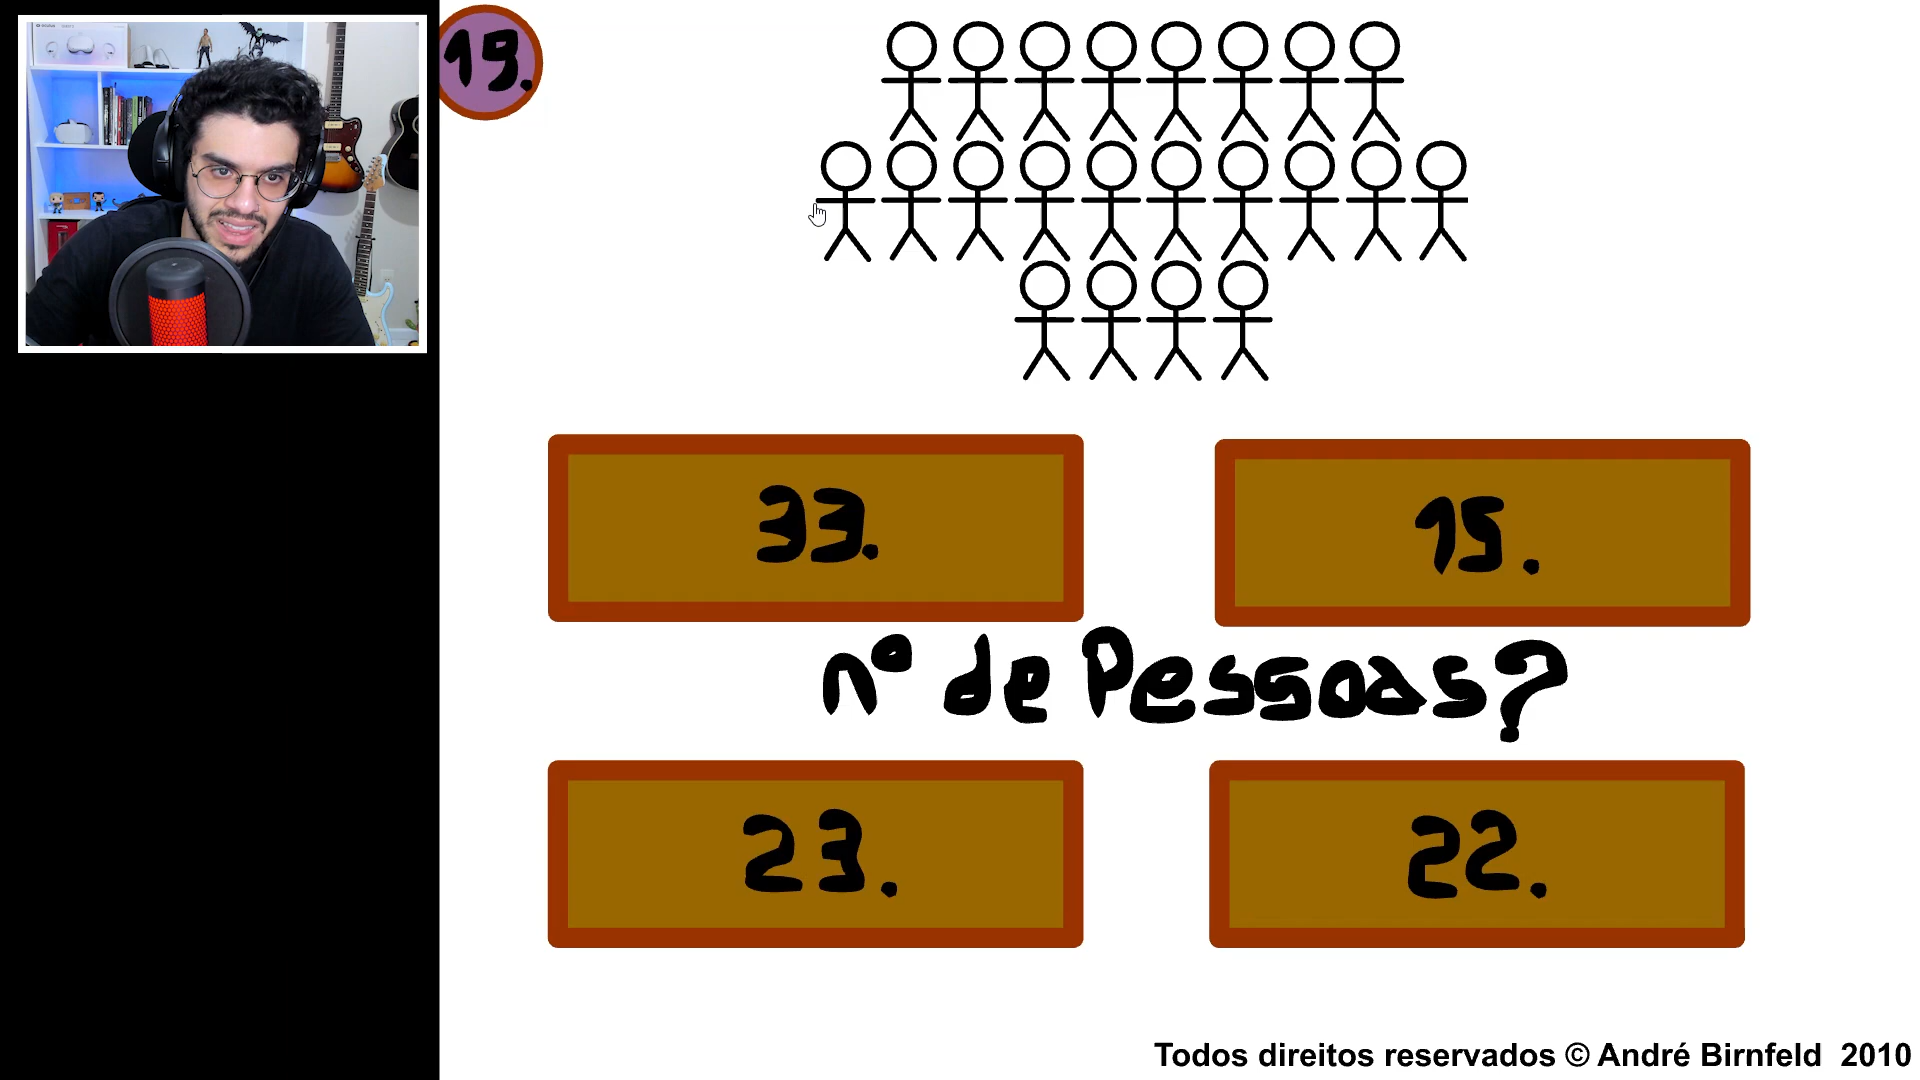 19.
33.
15.
nº de Pessoas?
23.
22.
Todos direitos reservados © André Birnfeld 2010